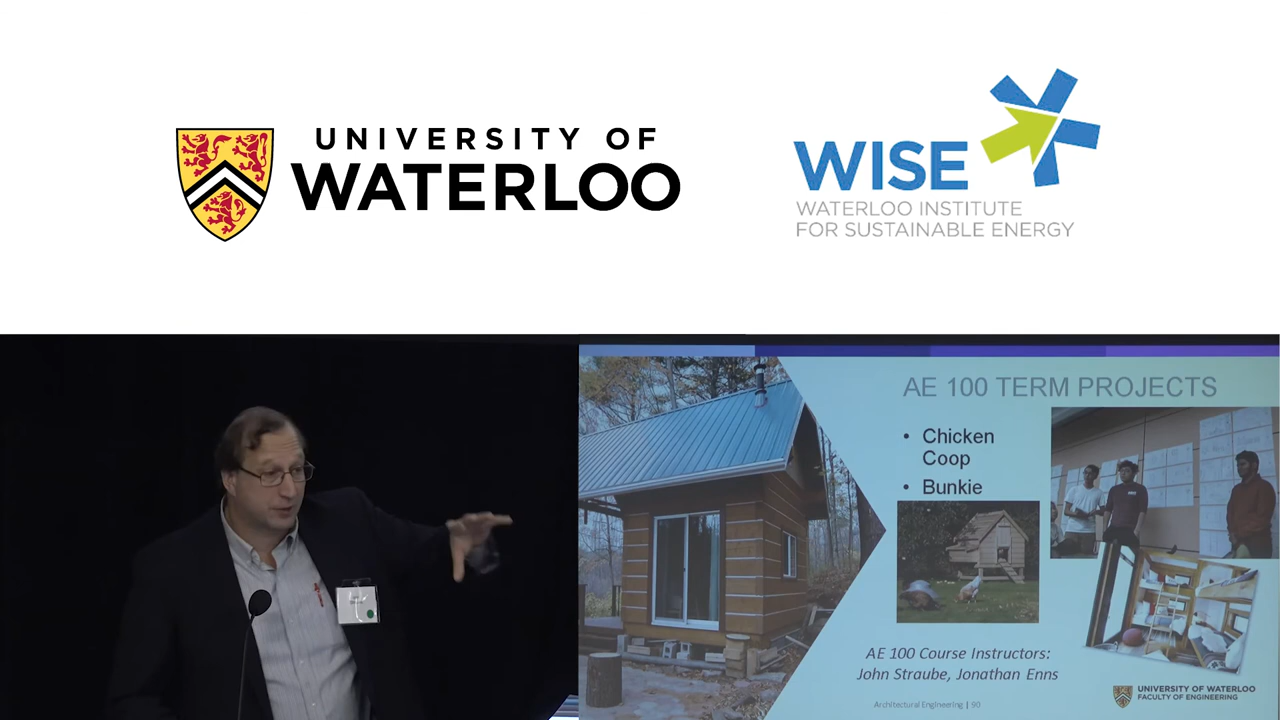 UNIVERSITY OF
WATERLOO
WISE
WATERLOO INSTITUTE
FOR SUSTAINABLE ENERGY
AE 100 TERM PROJECTS
• Chicken
Coop
• Bunkie
AE 100 Course Instructors:
John Straube, Jonathan Enns
Architectural Engineering | 90
UNIVERSITY OF WATERLOO
FACULTY OF ENGINEERING